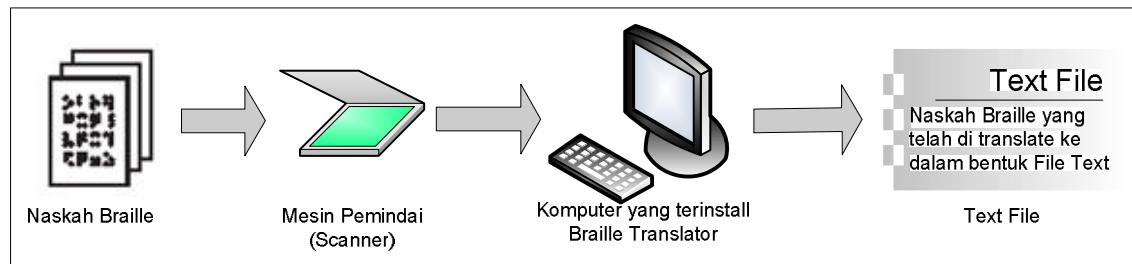 Text File
Naskah Braille yang
telah di translate ke
dalam bentuk File Text
Naskah Braille
Mesin Pemindai
(Scanner)
Komputer yang terinstall
Braille Translator
Text File